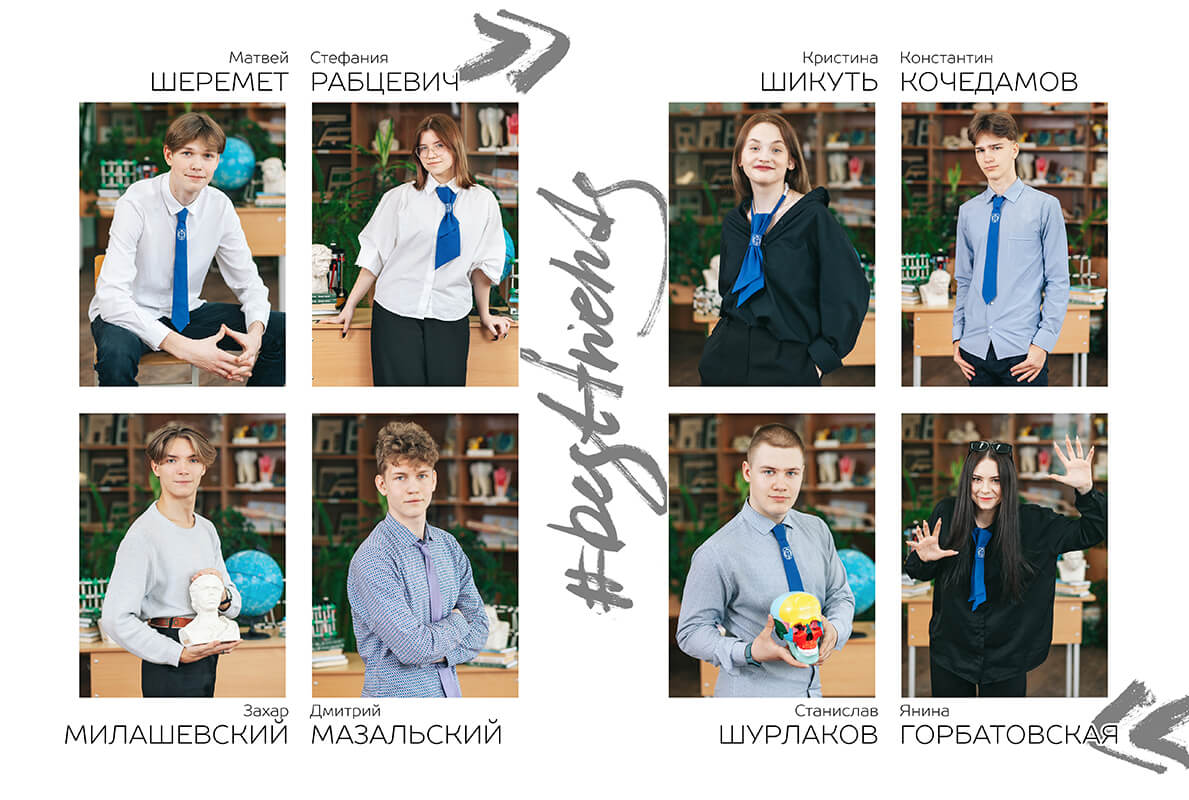 Матвей
ШЕРЕМЕТ
Стефания
РАБЦЕВИЧ
Кристина
ШИКУТЬ
Константин
КОЧЕДАМОВ
#bestfriends
Захар
МИЛАШЕВСКИЙ
Дмитрий
МАЗАЛЬСКИЙ
Станислав
ШУРЛАКОВ
Янина
ГОРБАТОВСКАЯ